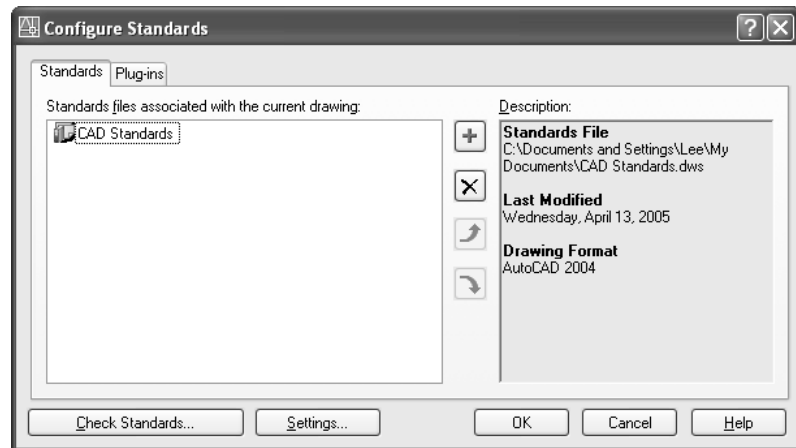 Configure Standards
Standards
Plug-ins
Standards files associated with the current drawing:
CAD Standards
Description:
Standards File
C:\Documents and Settings\Lee\My
Documents\CAD Standards.dws
Last Modified
Wednesday, April 13, 2005
Drawing Format
AutoCAD 2004
Check Standards...
Settings...
OK
Cancel
Help